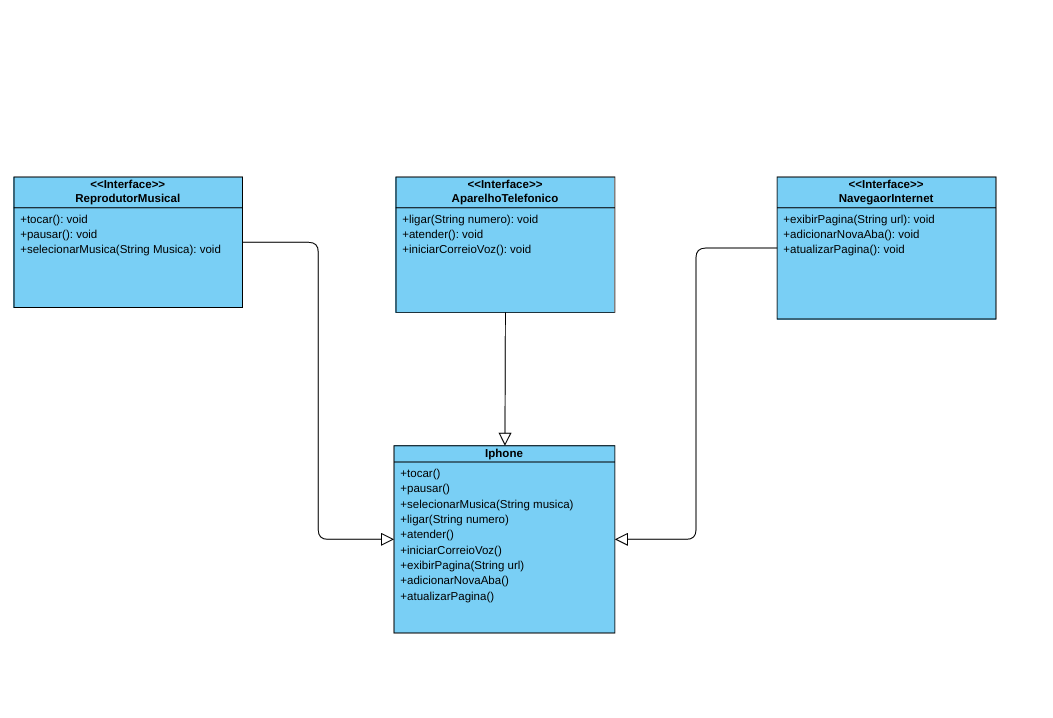 <<Interface>>
ReprodutorMusical
+tocar(): void
+pausar(): void
+selecionarMusica(String Musica): void
<<Interface>>
AparelhoTelefonico
+ligar(String numero): void
+atender(): void
+iniciarCorreioVoz(): void
<<Interface>>
NavegaorInternet
+exibirPagina(String url): void
+adicionarNovaAba(): void
+atualizarPagina(): void
Iphone
+tocar()
+pausar()
+selecionarMusica(String musica)
+ligar(String numero)
+atender()
+iniciarCorreioVoz()
+exibirPagina(String url)
+adicionarNovaAba()
+atualizarPagina()